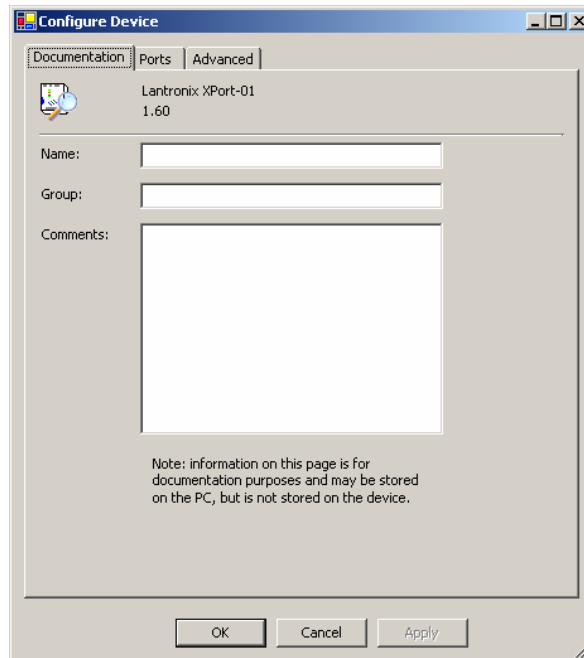 Configure Device
Documentation Ports Advanced
Lantronix XPort-01
1.60
Name:
Group:
Comments:
Note: information on this page is for
documentation purposes and may be stored
on the PC, but is not stored on the device.
OK Cancel Apply